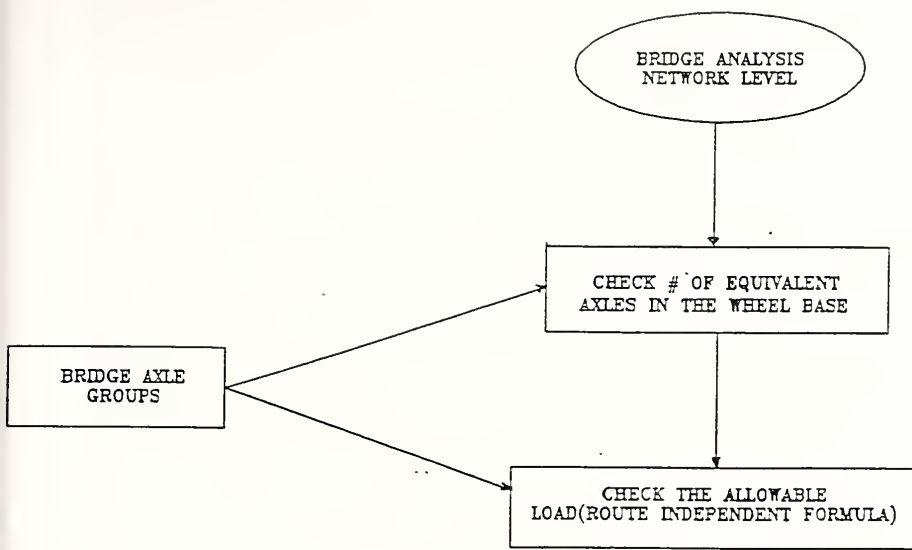 BRIDGE ANALYSIS
NETWORK LEVEL
CHECK # OF EQUIVALENT
AXLES IN THE WHEEL BASE
BRIDGE AXLE
GROUPS
CHECK THE ALLOWABLE
LOAD(ROUTE INDEPENDENT FORMULA)